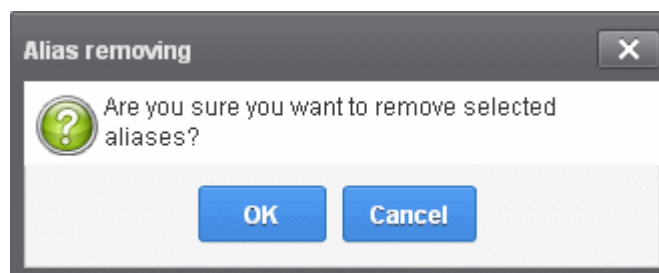 Alias removing
Are you sure you want to remove selected
aliases?
OK
Cancel